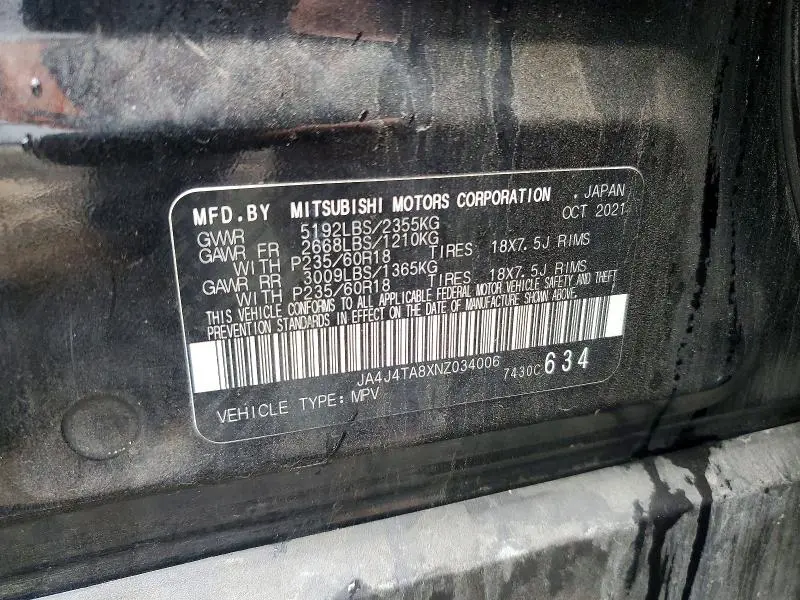 MFD. BY MITSUBISHI MOTORS CORPORATION . JAPAN
OCT 2021
GVWR 5192LBS/2355KG
GAWR FR 2668LBS/1210KG
WITH P235/60R18 TIRES 18X7.5J RIMS
GAWR RR 3009LBS/1365KG
WITH P235/60R18 TIRES 18X7.5J RIMS
THIS VEHICLE CONFORMS TO ALL APPLICABLE FEDERAL MOTOR VEHICLE SAFETY AND THEFT
PREVENTION STANDARDS IN EFFECT ON THE DATE OF MANUFACTURE SHOWN ABOVE.
JA4J4TA8XNZ034006
7430C 634
VEHICLE TYPE: MPV